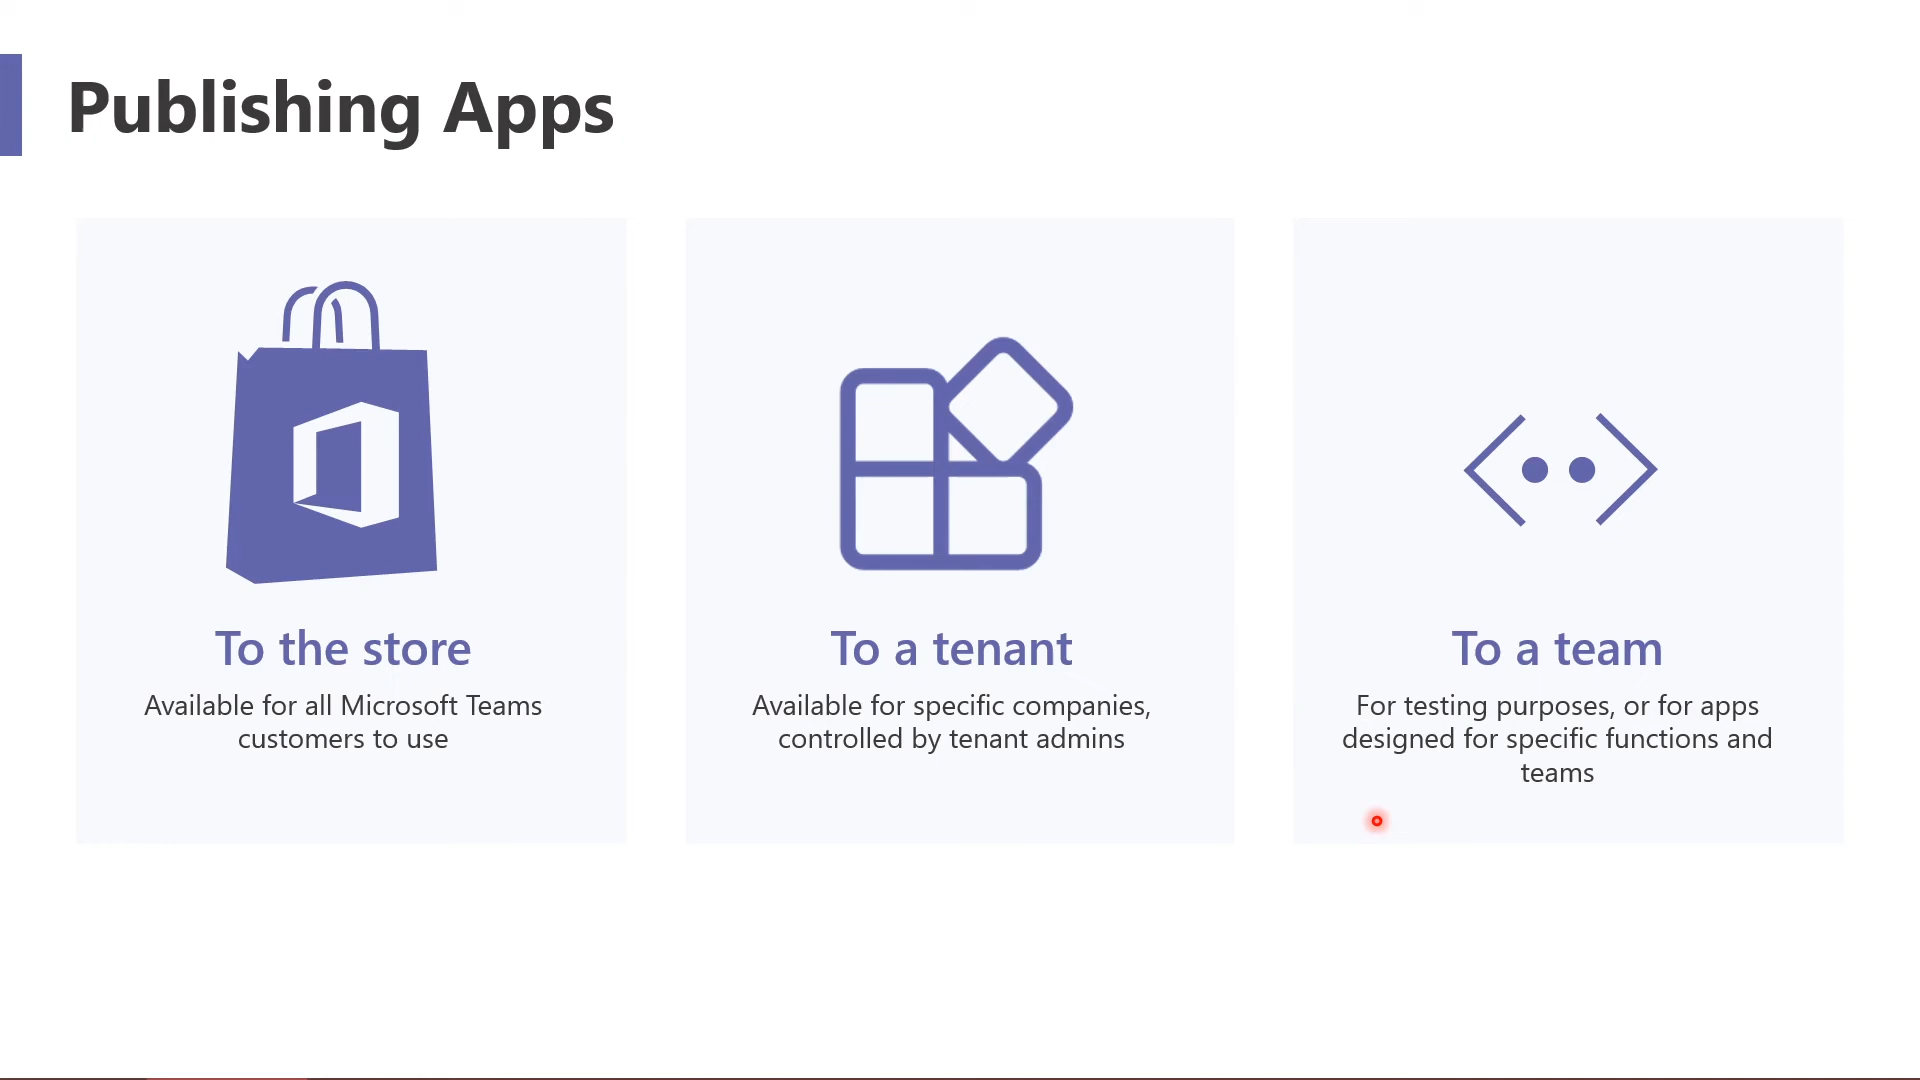 Publishing Apps
To the store
Available for all Microsoft Teams
customers to use
To a tenant
Available for specific companies,
controlled by tenant admins
To a team
For testing purposes, or for apps
designed for specific functions and
teams